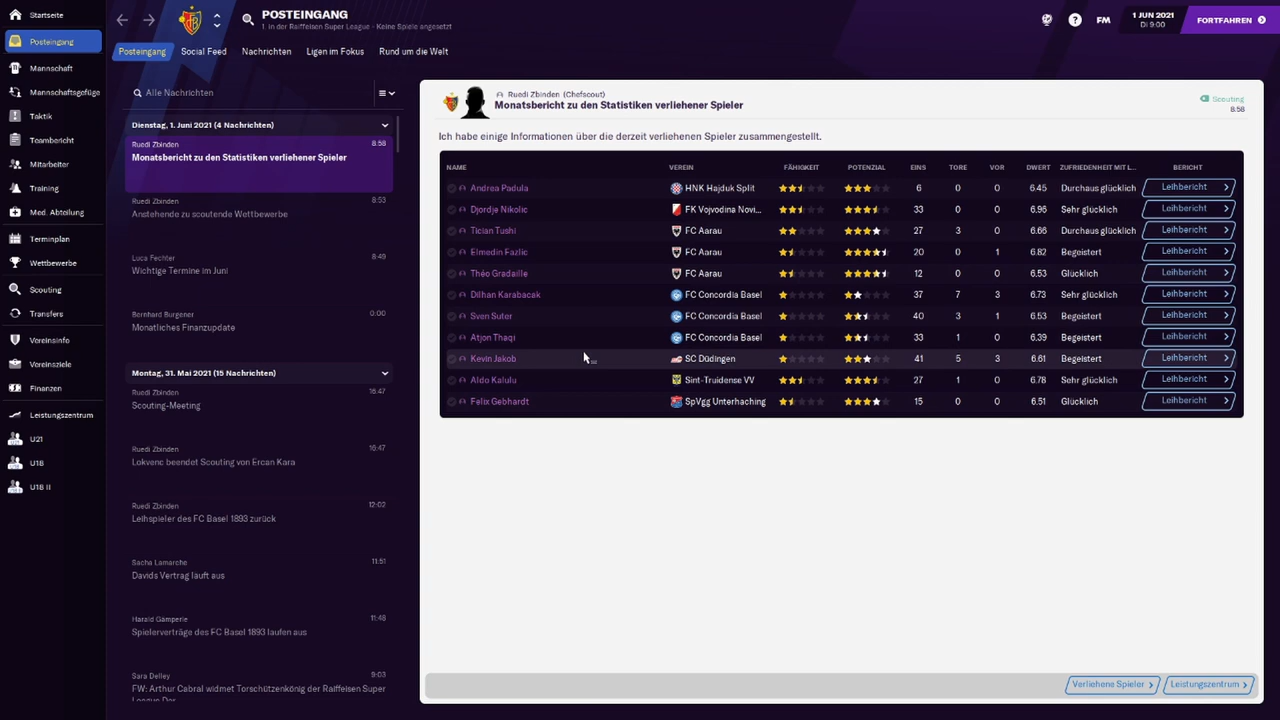 Startseite
Posteingang
Mannschaft
Mannschaftsgefüge
Taktik
Teambericht
Mitarbeiter
Training
Med. Abteilung
Terminplan
Wettbewerbe
Scouting
Transfers
Vereinsinfo
Vereinsziele
Finanzen
Leistungszentrum
U21
U18
U18 II
POSTEINGANG
1. in der Raiffeisen Super League - Keine Spiele angesetzt
FM
1 JUN 2021
DI 9:00
FORTFAHREN
Posteingang Social Feed Nachrichten Ligen im Fokus Rund um die Welt
Alle Nachrichten
Dienstag, 1. Juni 2021 (4 Nachrichten)
Ruedi Zbinden 8:58
Monatsbericht zu den Statistiken verliehener Spieler
Ruedi Zbinden 8:53
Anstehende zu scoutende Wettbewerbe
Luca Fechter 8:49
Wichtige Termine im Juni
Bernhard Burgener 0:00
Monatliches Finanzupdate
Montag, 31. Mai 2021 (15 Nachrichten)
Ruedi Zbinden 16:47
Scouting-Meeting
Ruedi Zbinden 16:47
Lokvenc beendet Scouting von Ercan Kara
Ruedi Zbinden 12:02
Leihspieler des FC Basel 1893 zurück
Sacha Lamarche 11:51
Davids Vertrag läuft aus
Harald Gämperle 11:48
Spielerverträge des FC Basel 1893 laufen aus
Sara Delley 9:03
FW: Arthur Cabral widmet Torschützenkönig der Raiffeisen Super
League Der
Ruedi Zbinden (Chefscout)
Monatsbericht zu den Statistiken verliehener Spieler
Scouting
8:58
Ich habe einige Informationen über die derzeit verliehenen Spieler zusammengestellt.
NAME VEREIN FÄHIGKEIT POTENZIAL EINS TORE VOR DWERT ZUFRIEDENHEIT MIT L... BERICHT
Andrea Padula HNK Hajduk Split 6 0 0 6.45 Durchaus glücklich Leihbericht
Djordje Nikolic FK Vojvodina Novi... 33 0 0 6.96 Sehr glücklich Leihbericht
Tician Tushi FC Aarau 27 3 0 6.66 Durchaus glücklich Leihbericht
Elmedin Fazlic FC Aarau 20 0 1 6.82 Begeistert Leihbericht
Théo Gradaille FC Aarau 12 0 0 6.53 Glücklich Leihbericht
Dilhan Karabacak FC Concordia Basel 37 7 3 6.73 Sehr glücklich Leihbericht
Sven Suter FC Concordia Basel 40 3 1 6.53 Begeistert Leihbericht
Atjon Thaqi FC Concordia Basel 33 1 0 6.39 Begeistert Leihbericht
Kevin Jakob SC Düdingen 41 5 3 6.61 Begeistert Leihbericht
Aldo Kalulu Sint-Truidense VV 27 1 0 6.78 Sehr glücklich Leihbericht
Felix Gebhardt SpVgg Unterhaching 15 0 0 6.51 Glücklich Leihbericht
Verliehene Spieler
Leistungszentrum